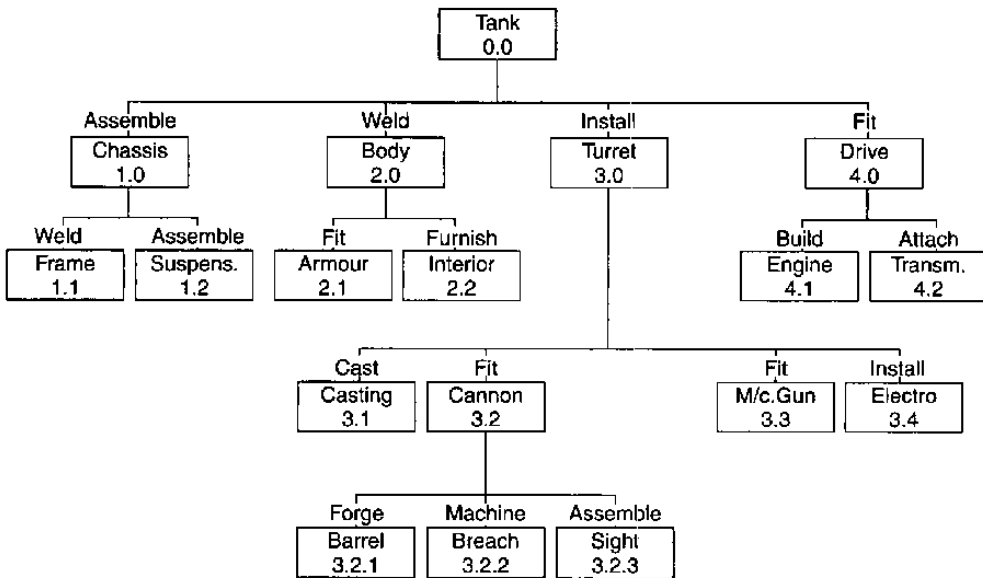 Tank
0.0
Assemble Weld Install Fit
Chassis Body Turret Drive
1.0 2.0 3.0 4.0
Weld Assemble Fit Furnish Build Attach
Frame Suspens. Armour Interior Engine Transm.
1.1 1.2 2.1 2.2 4.1 4.2
Cast Fit Fit Install
Casting Cannon M/c.Gun Electro
3.1 3.2 3.3 3.4
Forge Machine Assemble
Barrel Breach Sight
3.2.1 3.2.2 3.2.3